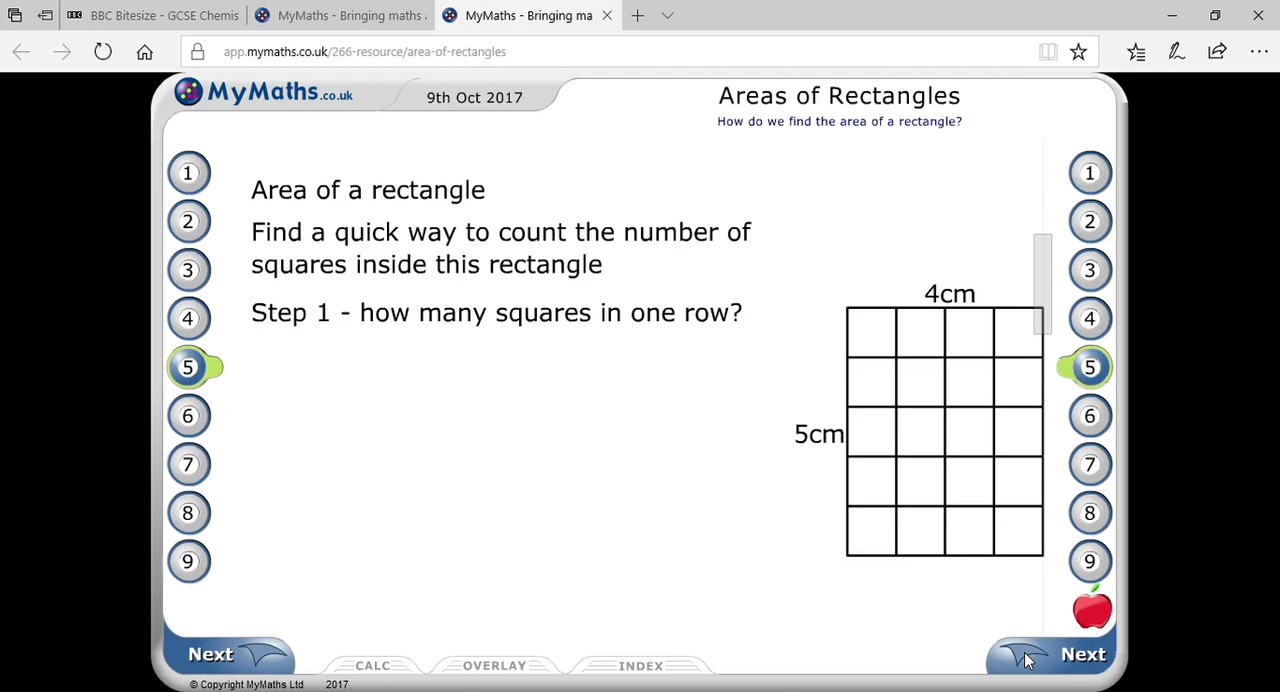 BBC BBC Bitesize - GCSE Chemis
MyMaths - Bringing maths
MyMaths - Bringing ma
app.mymaths.co.uk/266-resource/area-of-rectangles
MyMaths.co.uk
9th Oct 2017
Areas of Rectangles
How do we find the area of a rectangle?
1
2
3
4
5
6
7
8
9
Area of a rectangle
Find a quick way to count the number of
squares inside this rectangle
Step 1 - how many squares in one row?
4cm
5cm
1
2
3
4
5
6
7
8
9
Next
CALC
OVERLAY
INDEX
Next
© Copyright MyMaths Ltd 2017